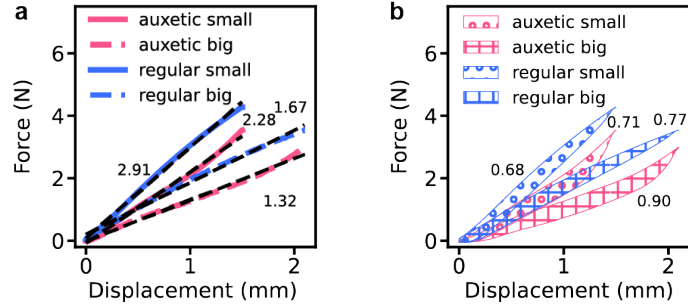 a
auxetic small
auxetic big
regular small
regular big
6
4
2
0
Force (N)
2.91
2.28
1.67
1.32
0
1
2
Displacement (mm)
b
auxetic small
auxetic big
regular small
regular big
6
4
2
0
Force (N)
0.68
0.71
0.77
0.90
0
1
2
Displacement (mm)